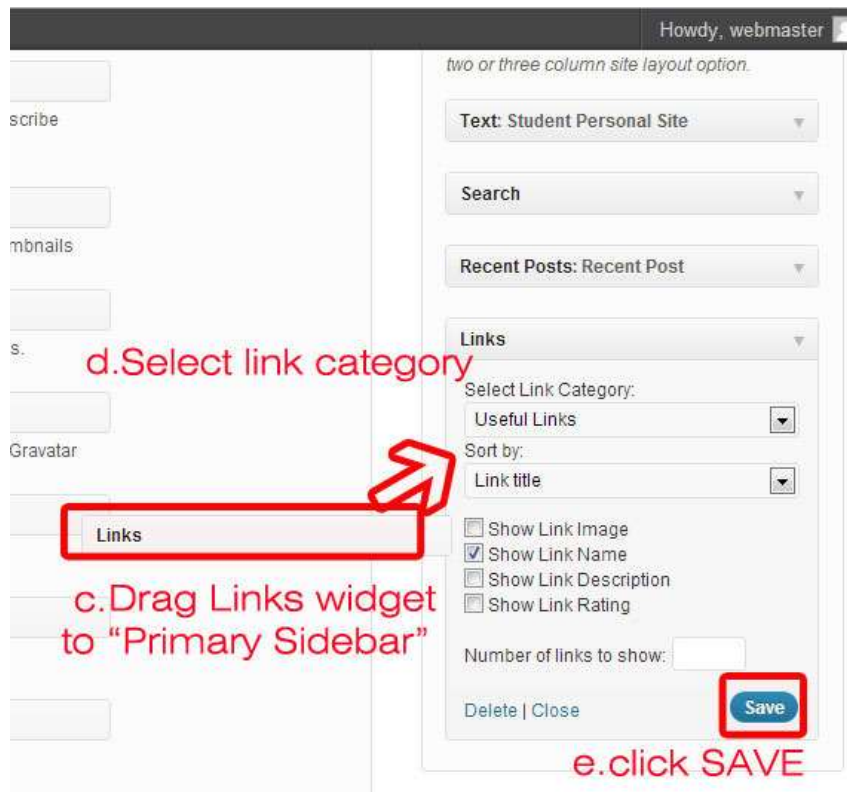 Howdy, webmaster
two or three column site layout option.
scribe
Text: Student Personal Site
Search
mbnails
Recent Posts: Recent Post
s.
d.Select link category
Links
Select Link Category:
Useful Links
Gravatar
Sort by:
Link title
Links
Show Link Image
Show Link Name
Show Link Description
Show Link Rating
c.Drag Links widget
to “Primary Sidebar”
Number of links to show:
Delete | Close
Save
e.click SAVE